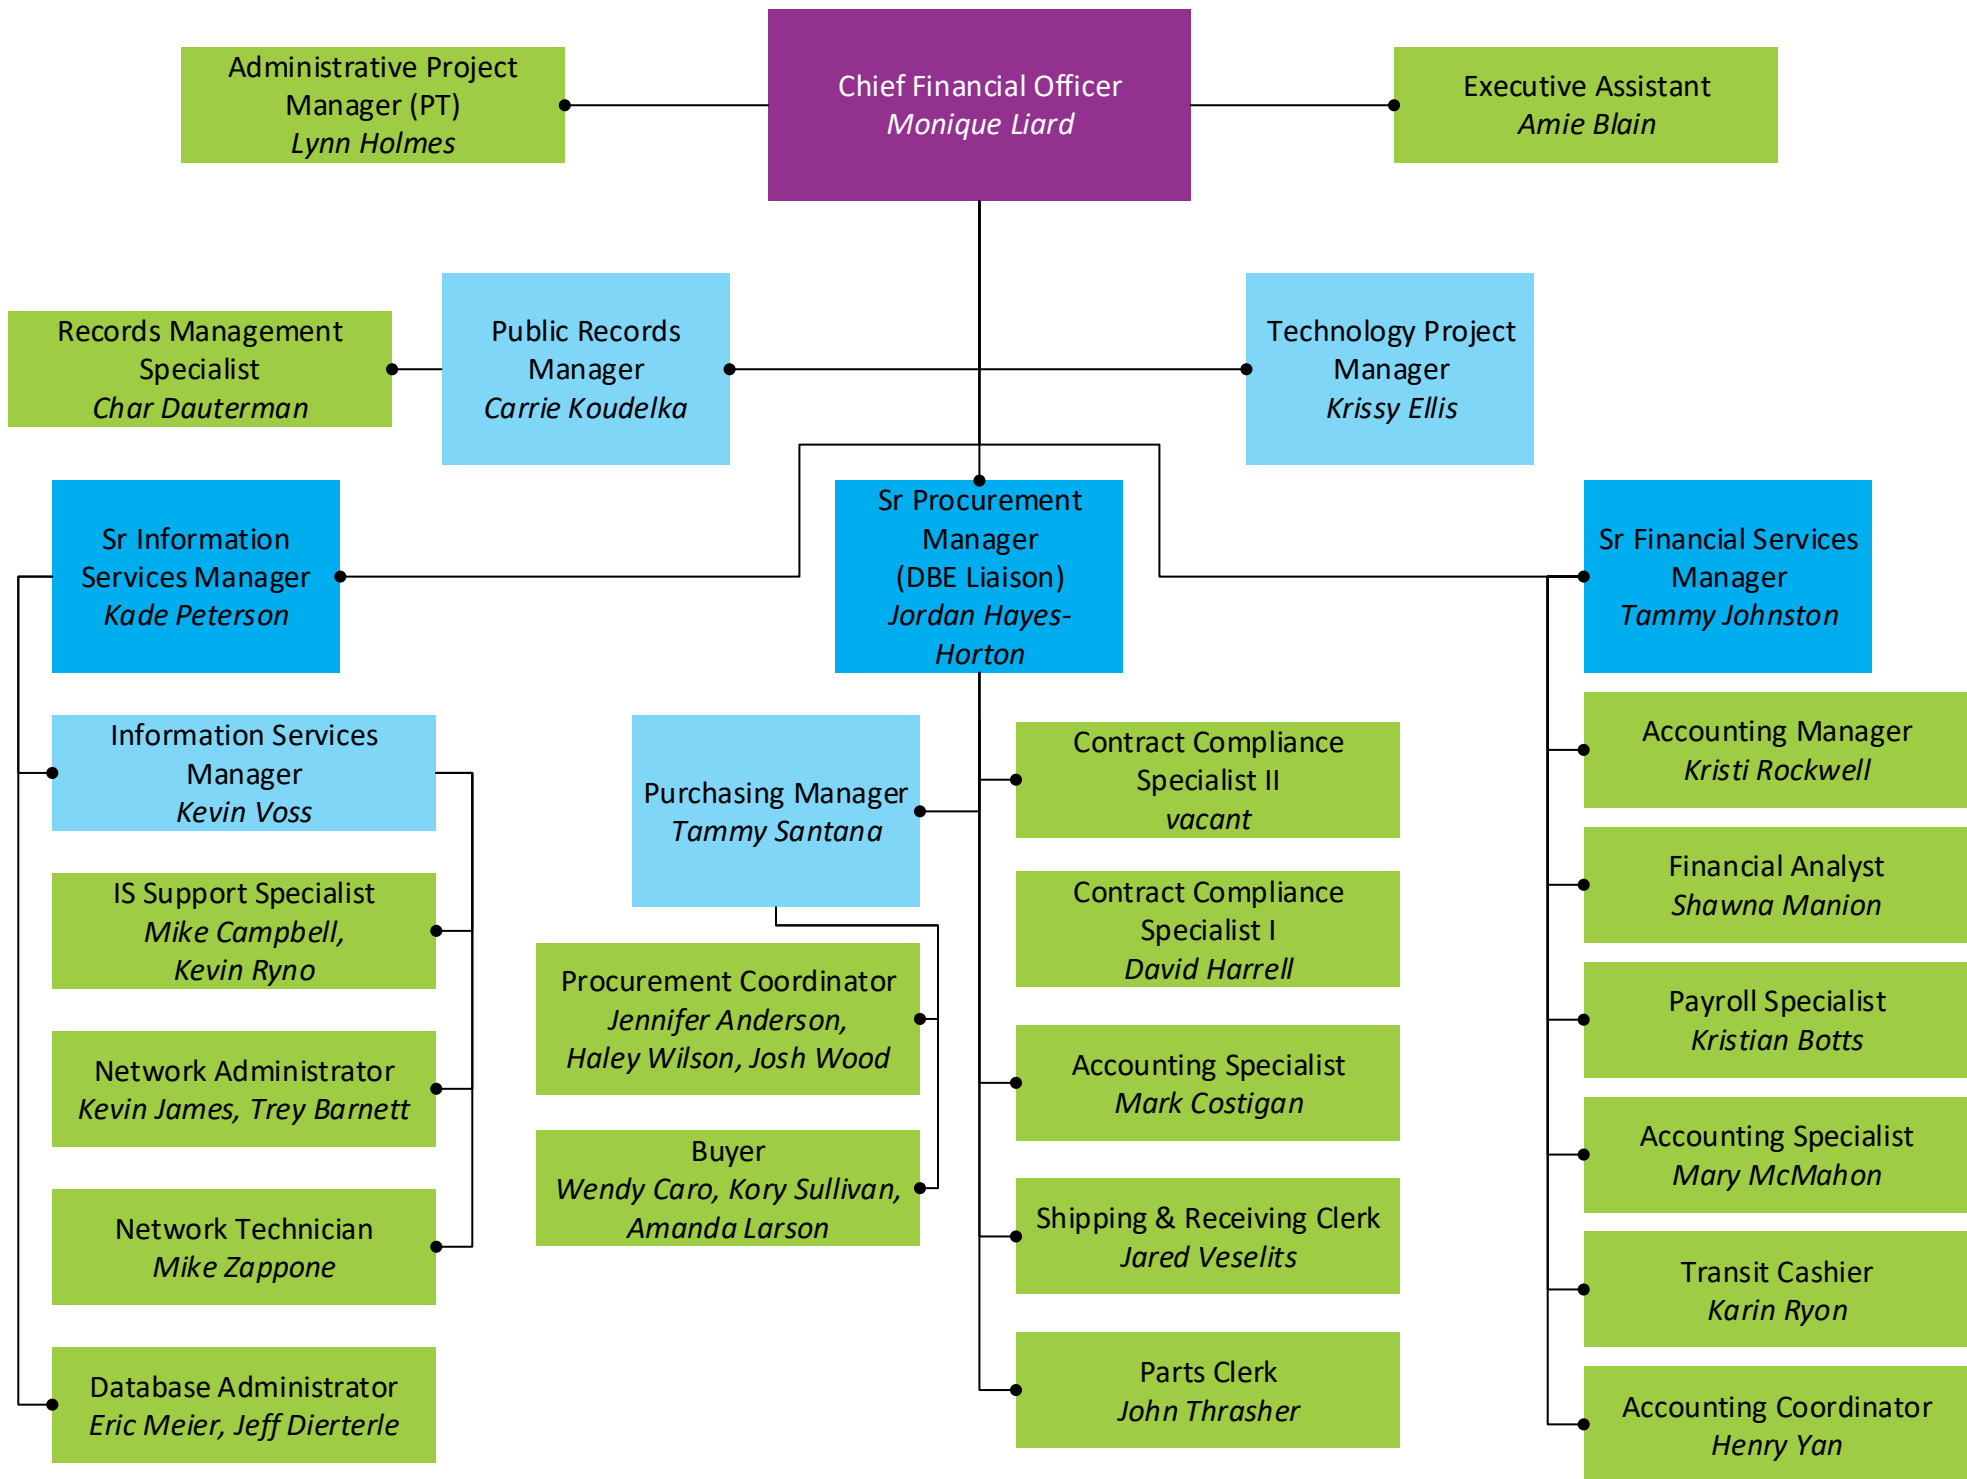 Administrative Project
Manager (PT)
Lynn Holmes
Chief Financial Officer
Monique Liard
Executive Assistant
Amie Blain
Records Management
Specialist
Char Dauterman
Public Records
Manager
Carrie Koudelka
Technology Project
Manager
Krissy Ellis
Sr Information
Services Manager
Kade Peterson
Sr Procurement
Manager
(DBE Liaison)
Jordan Hayes-
Horton
Sr Financial Services
Manager
Tammy Johnston
Information Services
Manager
Kevin Voss
IS Support Specialist
Mike Campbell,
Kevin Ryno
Network Administrator
Kevin James, Trey Barnett
Network Technician
Mike Zappone
Database Administrator
Eric Meier, Jeff Dierterle
Purchasing Manager
Tammy Santana
Procurement Coordinator
Jennifer Anderson,
Haley Wilson, Josh Wood
Buyer
Wendy Caro, Kory Sullivan,
Amanda Larson
Contract Compliance
Specialist II
vacant
Contract Compliance
Specialist I
David Harrell
Accounting Specialist
Mark Costigan
Shipping & Receiving Clerk
Jared Veselits
Parts Clerk
John Thrasher
Accounting Manager
Kristi Rockwell
Financial Analyst
Shawna Manion
Payroll Specialist
Kristian Botts
Accounting Specialist
Mary McMahon
Transit Cashier
Karin Ryon
Accounting Coordinator
Henry Yan